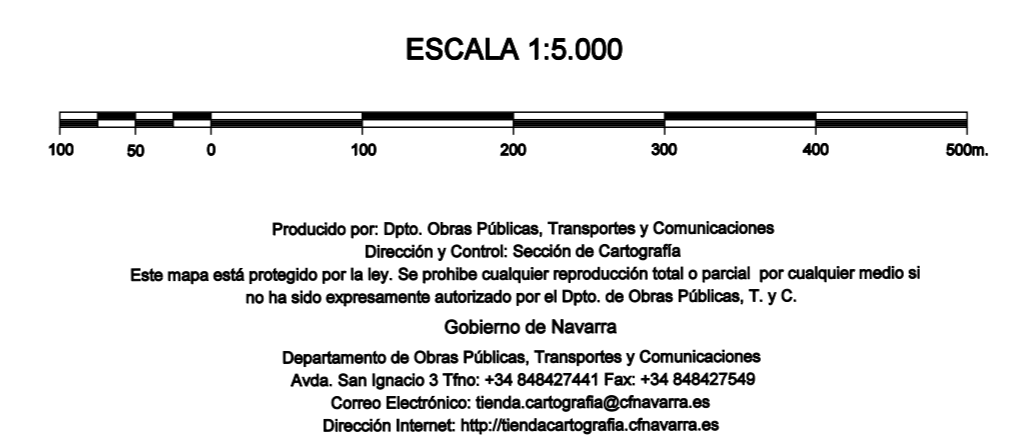 ESCALA 1:5.000
100 50 0 100 200 300 400 500m.
Producido por: Dpto. Obras Públicas, Transportes y Comunicaciones
Dirección y Control: Sección de Cartografía
Este mapa está protegido por la ley. Se prohibe cualquier reproducción total o parcial por cualquier medio si
no ha sido expresamente autorizado por el Dpto. de Obras Públicas, T. y C.
Gobierno de Navarra
Departamento de Obras Públicas, Transportes y Comunicaciones
Avda. San Ignacio 3 Tfno: +34 848427441 Fax: +34 848427549
Correo Electrónico: tienda.cartografia@cfnavarra.es
Dirección Internet: http://tiendacartografia.cfnavarra.es